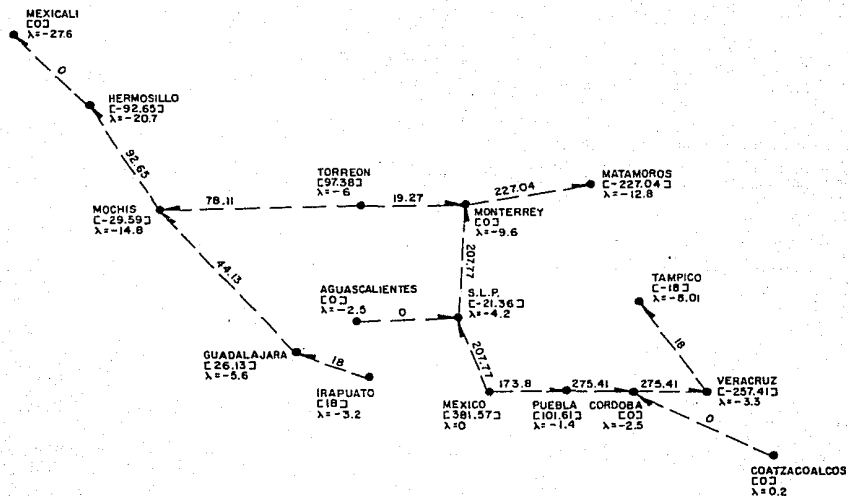 MEXICALI
[0]
λ=-27.6
0
HERMOSILLO
[-92.65]
λ=-20.7
92.65
TORREON
[97.38]
λ=-6
MATAMOROS
[-227.04]
λ=-12.8
227.04
78.11
19.27
MOCHIS
[-29.59]
λ=-14.8
MONTERREY
[0]
λ=-9.6
207.77
44.13
AGUASCALIENTES
[0]
λ=-2.5
0
S.L.P.
[-21.36]
λ=-4.2
TAMPICO
[-18]
λ=-8.01
18
GUADALAJARA
[26.13]
λ=-5.6
18
IRAPUATO
[18]
λ=-3.2
207.77
MEXICO
[381.57]
λ=0
173.8
PUEBLA
[101.61]
λ=-1.4
275.41
CORDOBA
[0]
λ=-2.5
275.41
VERACRUZ
[-257.41]
λ=-3.3
0
COATZACOALCOS
[0]
λ=0.2